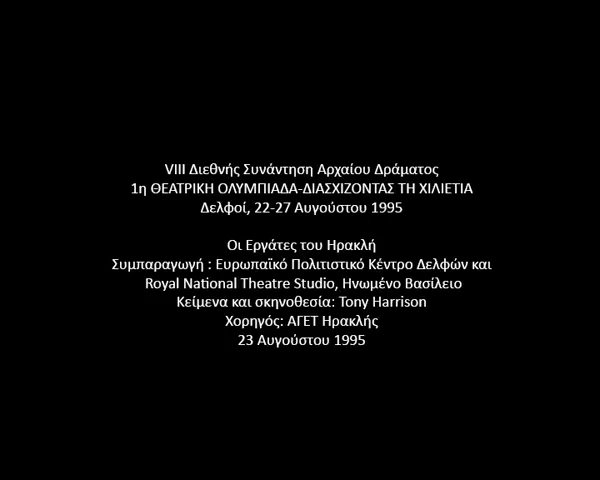 VIII Διεθνής Συνάντηση Αρχαίου Δράματος
1η ΘΕΑΤΡΙΚΗ ΟΛΥΜΠΙΑΔΑ-ΔΙΑΣΧΙΖΟΝΤΑΣ ΤΗ ΧΙΛΙΕΤΙΑ
Δελφοί, 22-27 Αυγούστου 1995
Οι Εργάτες του Ηρακλή
Συμπαραγωγή : Ευρωπαϊκό Πολιτιστικό Κέντρο Δελφών και
Royal National Theatre Studio, Ηνωμένο Βασίλειο
Κείμενα και σκηνοθεσία: Tony Harrison
Χορηγός: ΑΓΕΤ Ηρακλής
23 Αυγούστου 1995